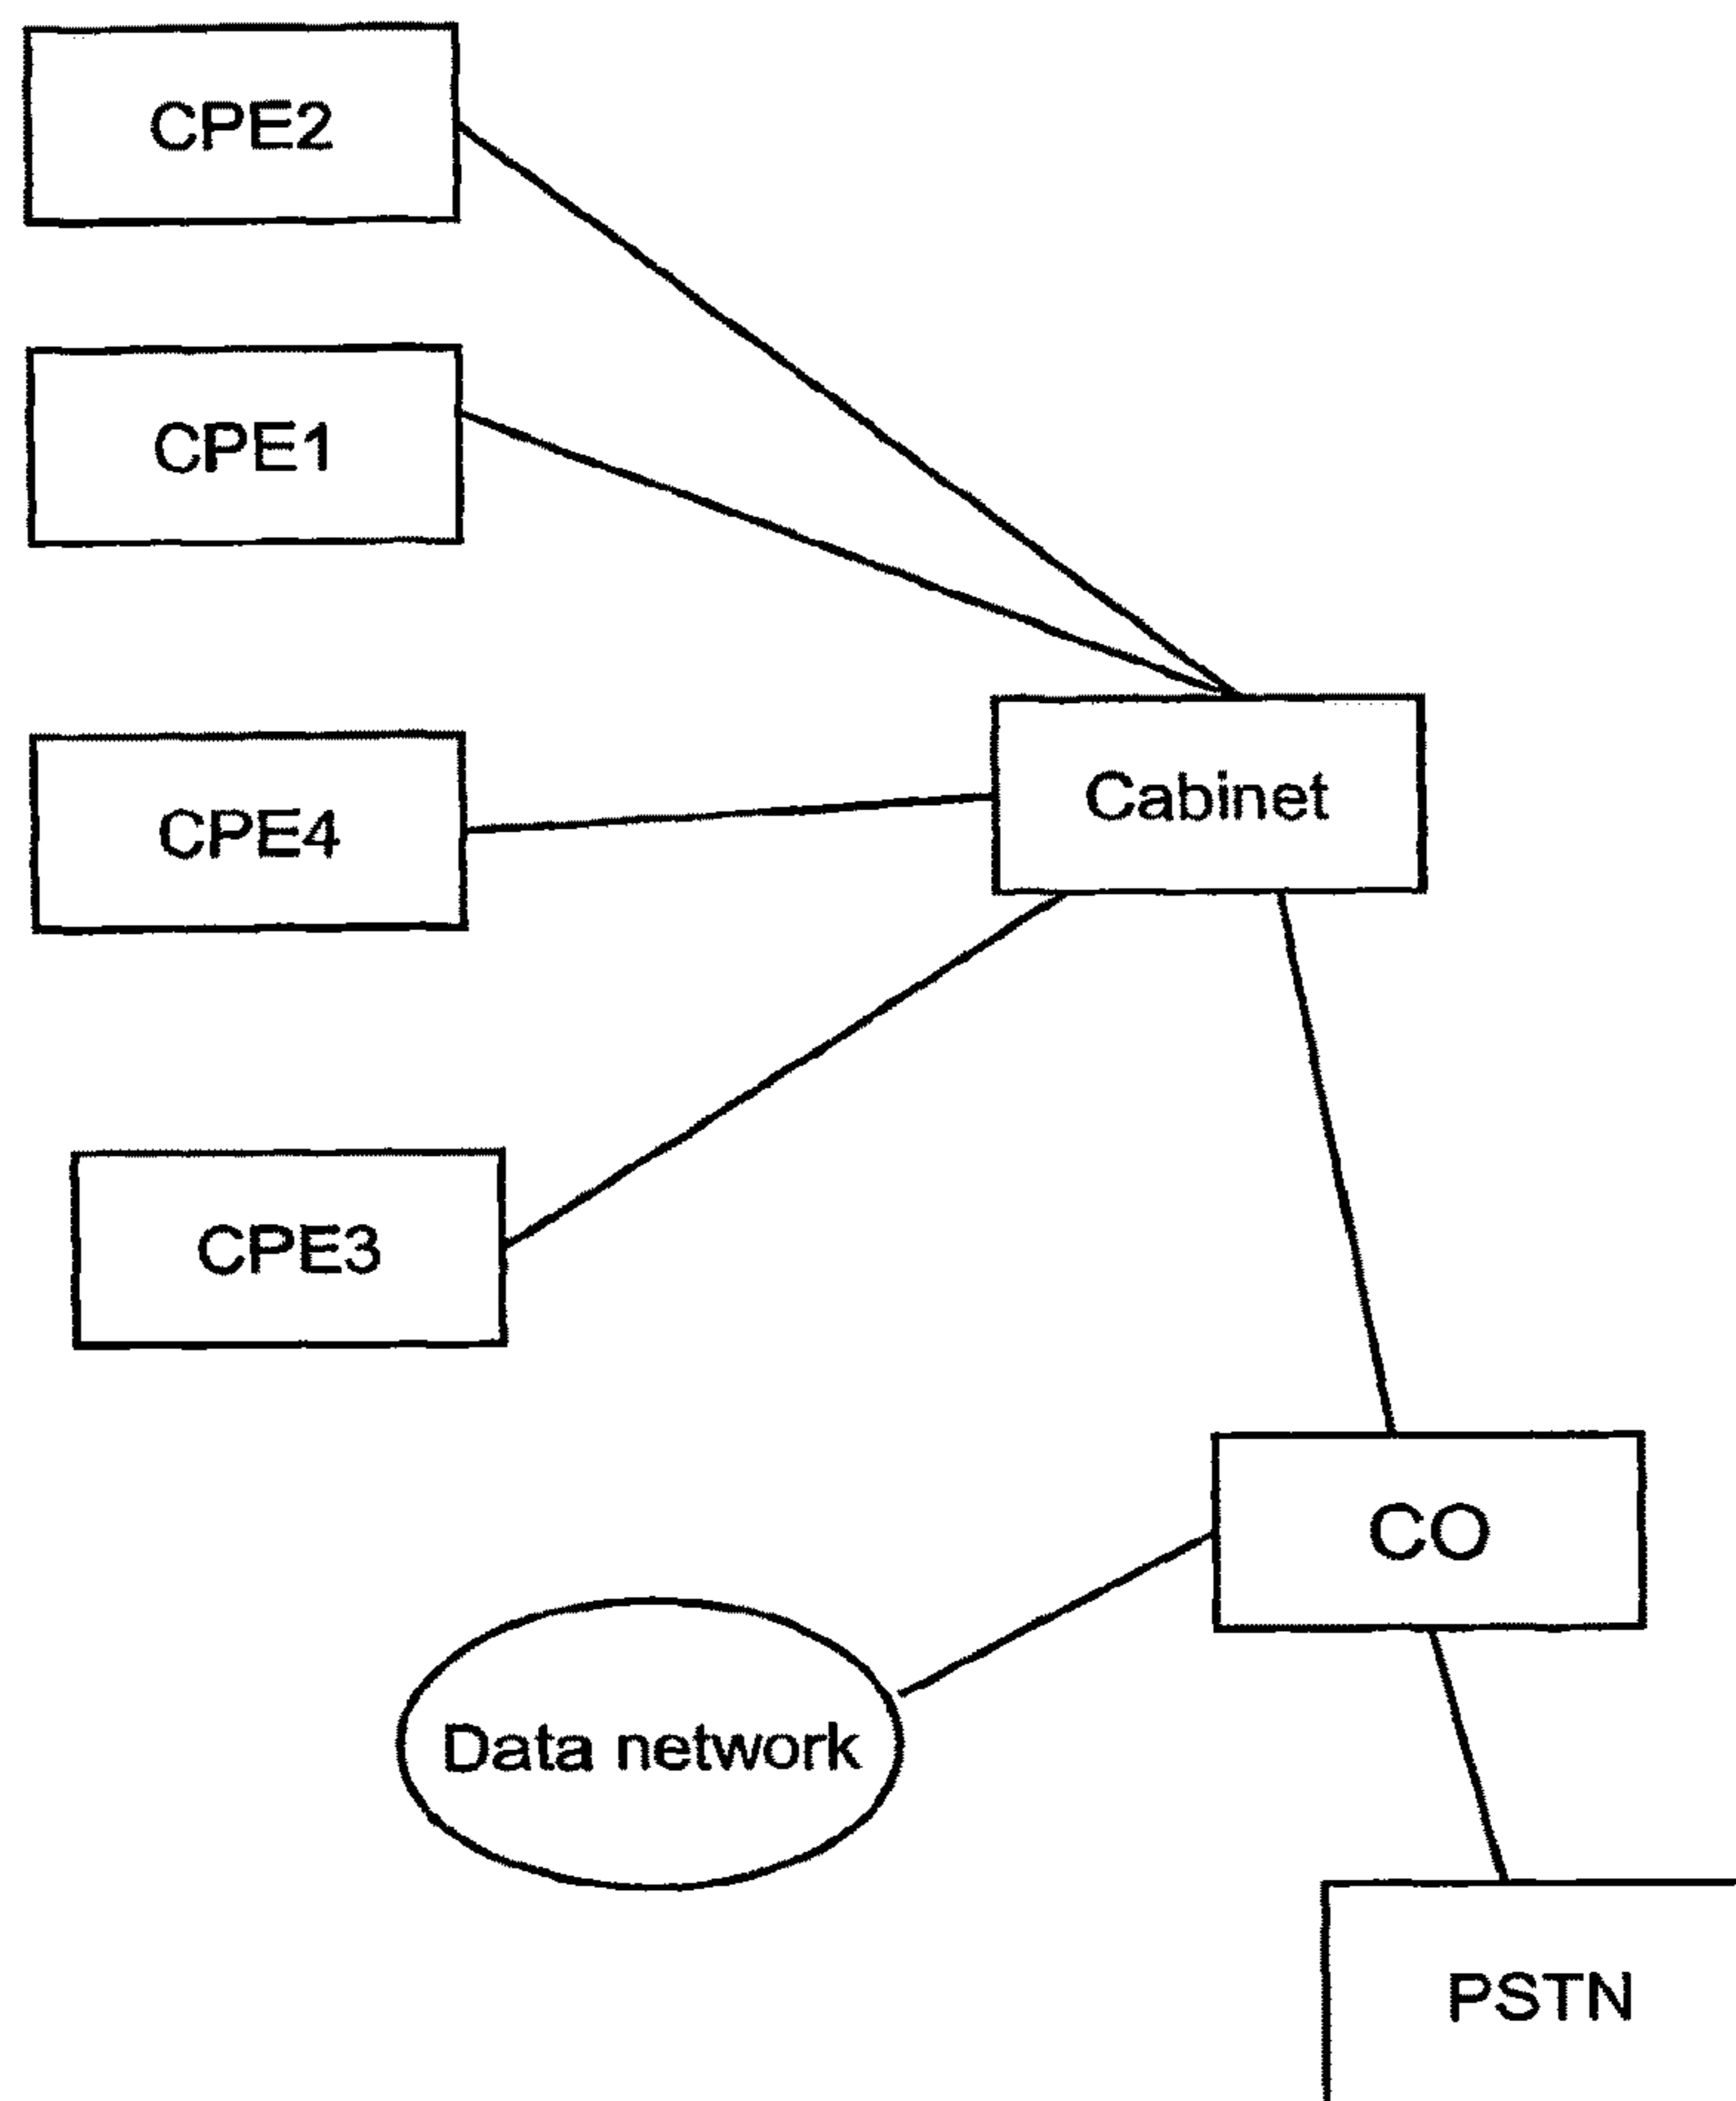 CPE2
CPE1
Cabinet
CPE4
CPE3
CO
Data network
PSTN